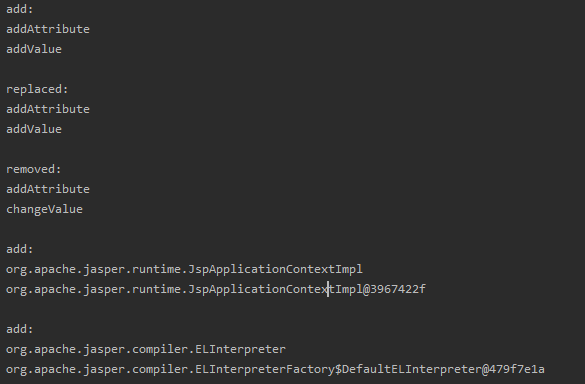 add:
addAttribute
addValue
replaced:
addAttribute
addValue
removed:
addAttribute
changeValue
add:
org.apache.jasper.runtime.JspApplicationContextImpl
org.apache.jasper.runtime.JspApplicationContextImpl@3967422f
add:
org.apache.jasper.compiler.ELInterpreter
org.apache.jasper.compiler.ELInterpreterFactory$DefaultELInterpreter@479f7e1a